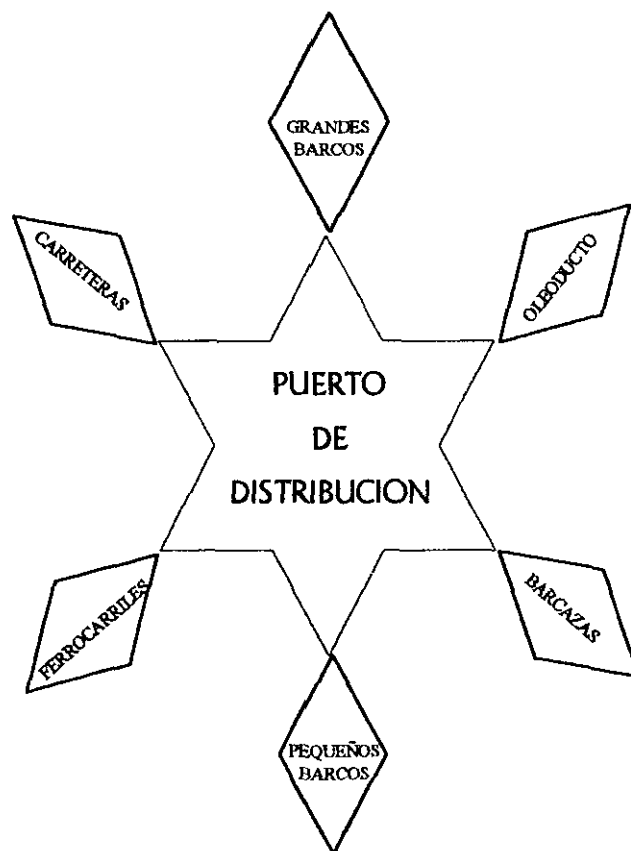 GRANDES
BARCOS
CARRETERAS
OLEODUCTO
PUERTO
DE
DISTRIBUCION
FERROCARRILES
BARCAZAS
PEQUEÑOS
BARCOS